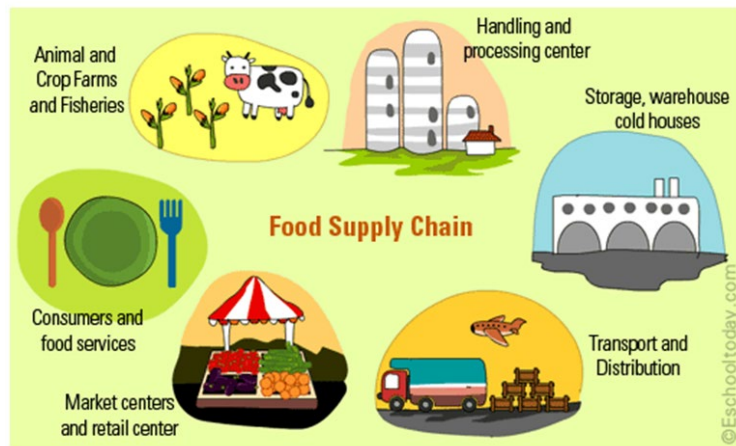 Animal and
Crop Farms
and Fisheries
Handling and
processing center
Storage, warehouse
cold houses
Food Supply Chain
Consumers and
food services
Transport and
Distribution
Market centers
and retail center
©Eschooltoday.com